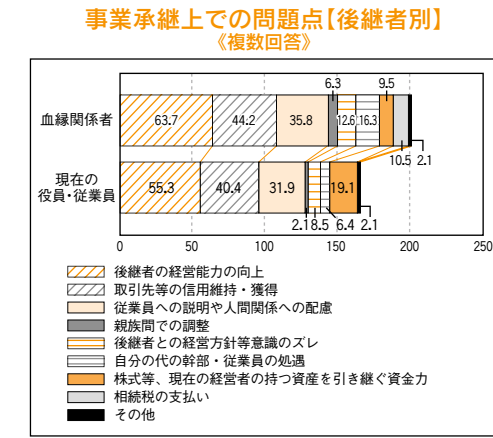 事業承継上での問題点【後継者別】
《複数回答》
6.3
9.5
血縁関係者
63.7
44.2
35.8
12.6
16.3
10.5
2.1
現在の
役員・従業員
55.3
40.4
31.9
19.1
2.1
8.5
6.4
2.1
0
50
100
150
200
250
後継者の経営能力の向上
取引先等の信用維持・獲得
従業員への説明や人間関係への配慮
親族間での調整
後継者との経営方針等意識のズレ
自分の代の幹部・従業員の処遇
株式等、現在の経営者の持つ資産を引き継ぐ資金力
相続税の支払い
その他